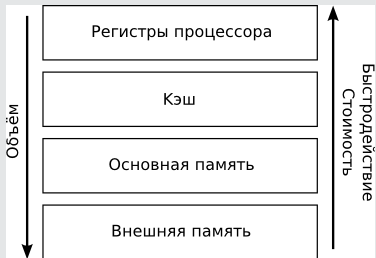 Регистры процессора
Кэш
Основная память
Внешняя память
Объём
Быстродействие
Стоимость